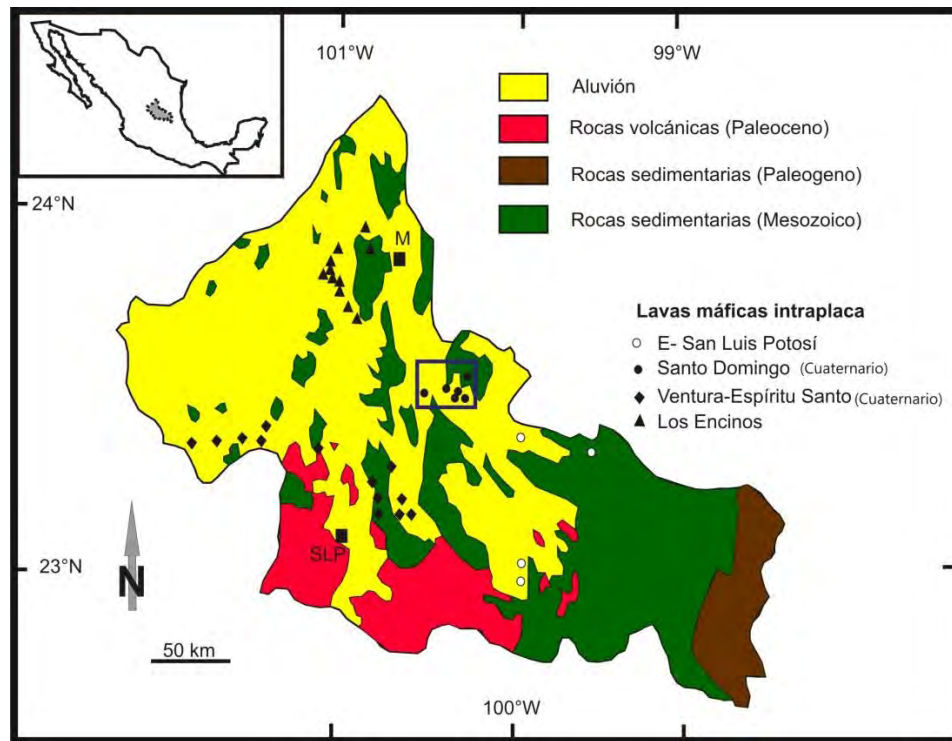 101°W
99°W
Aluvión
Rocas volcánicas (Paleoceno)
24°N
Rocas sedimentarias (Paleogeno)
Rocas sedimentarias (Mesozoico)
M
Lavas máficas intraplaca
E- San Luis Potosí
Santo Domingo (Cuaternario)
Ventura-Espíritu Santo (Cuaternario)
Los Encinos
SLP
23°N
N
50 km
100°W